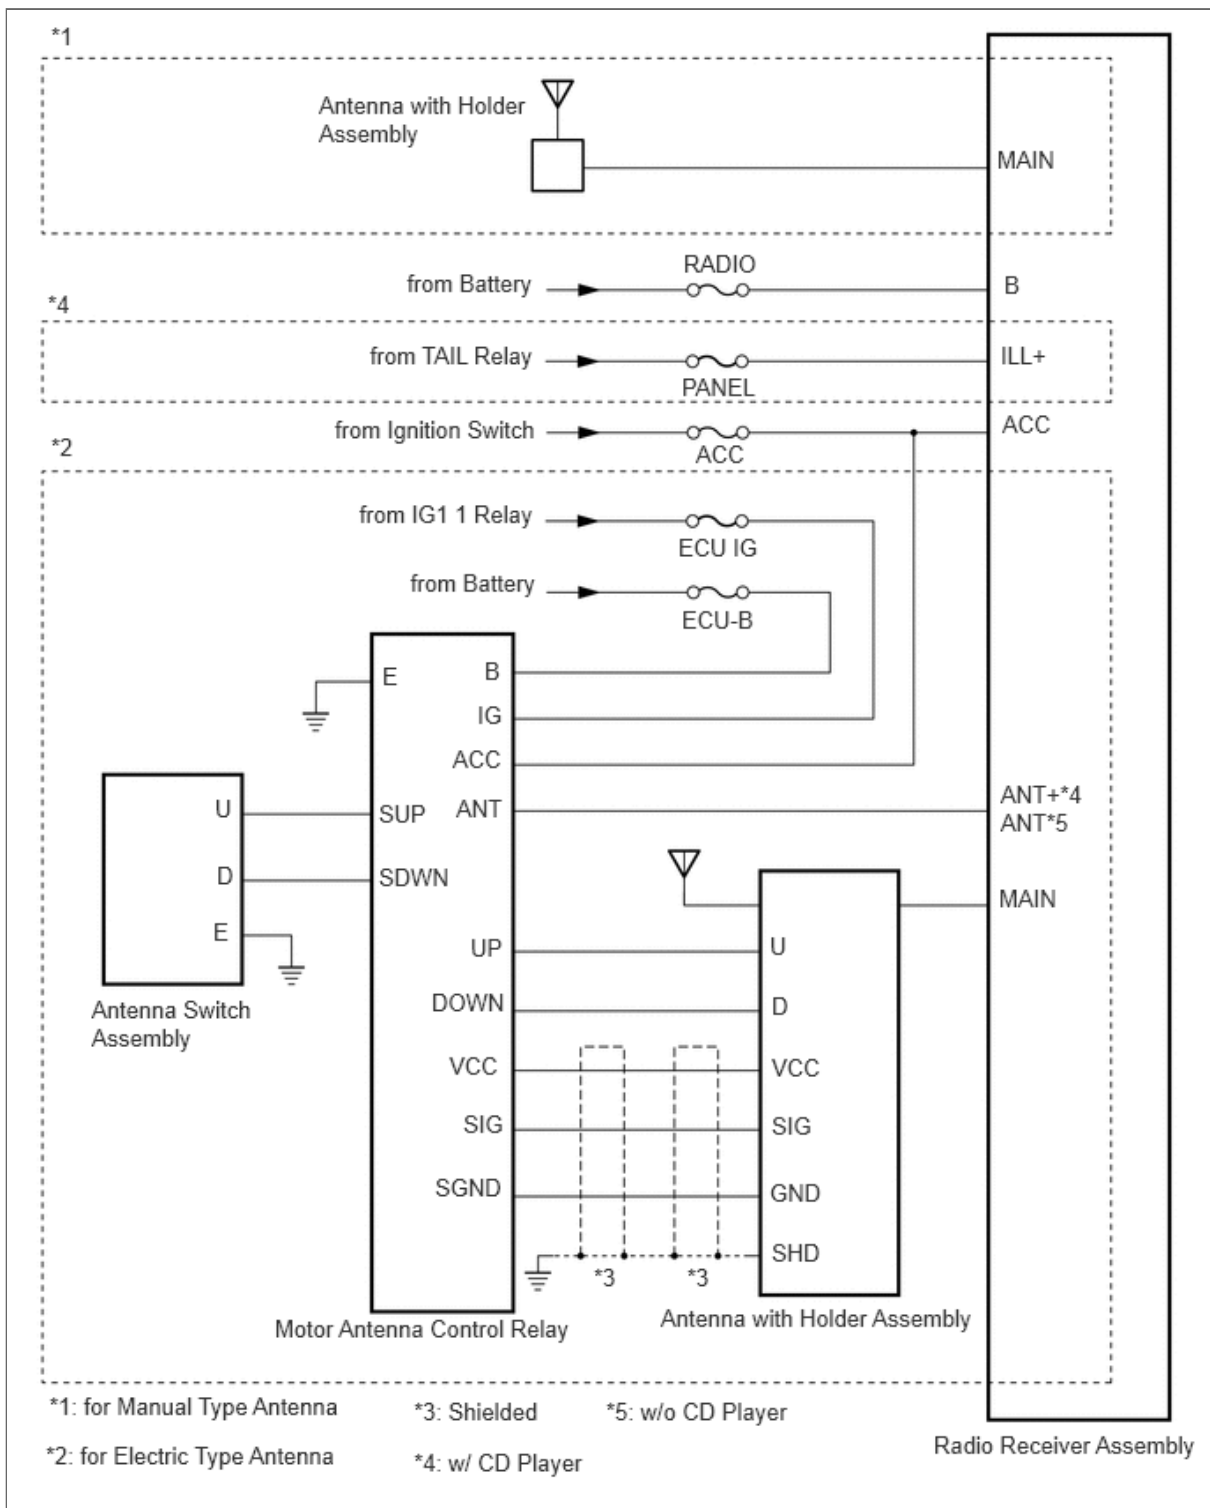 *1
Antenna with Holder
Assembly
MAIN
RADIO
from Battery
B
*4
from TAIL Relay
ILL+
PANEL
from Ignition Switch
ACC
ACC
*2
from IG1 1 Relay
ECU IG
from Battery
ECU-B
E
B
IG
ACC
U
SUP
ANT
ANT+*4
ANT*5
D
SDWN
MAIN
E
UP
U
Antenna Switch
Assembly
DOWN
D
VCC
VCC
SIG
SIG
SGND
GND
SHD
*3
*3
Motor Antenna Control Relay
Antenna with Holder Assembly
*1: for Manual Type Antenna
*3: Shielded
*5: w/o CD Player
*2: for Electric Type Antenna
*4: w/ CD Player
Radio Receiver Assembly